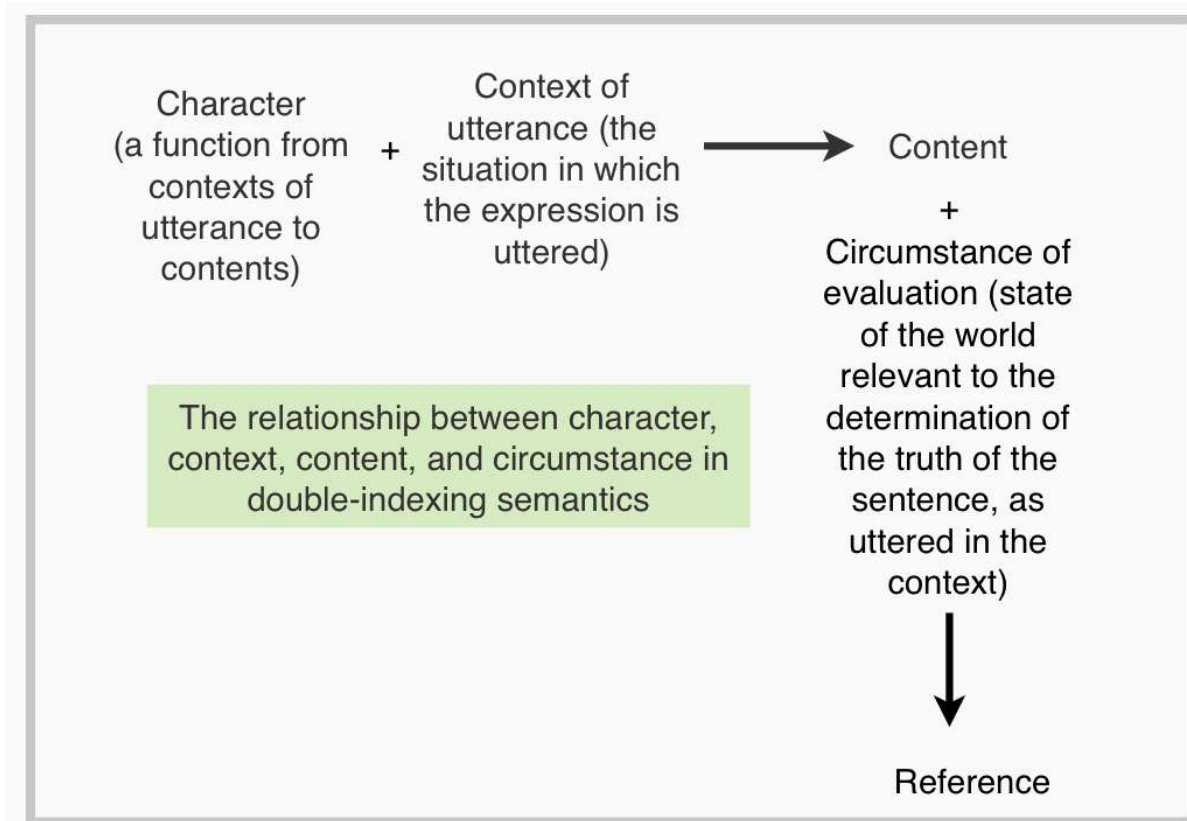 Character
(a function from
contexts of
utterance to
contents)
+
Context of
utterance (the
situation in which
the expression is
uttered)
Content
+
Circumstance of
evaluation (state
of the world
relevant to the
determination of
the truth of the
sentence, as
uttered in the
context)
The relationship between character,
context, content, and circumstance in
double-indexing semantics
Reference